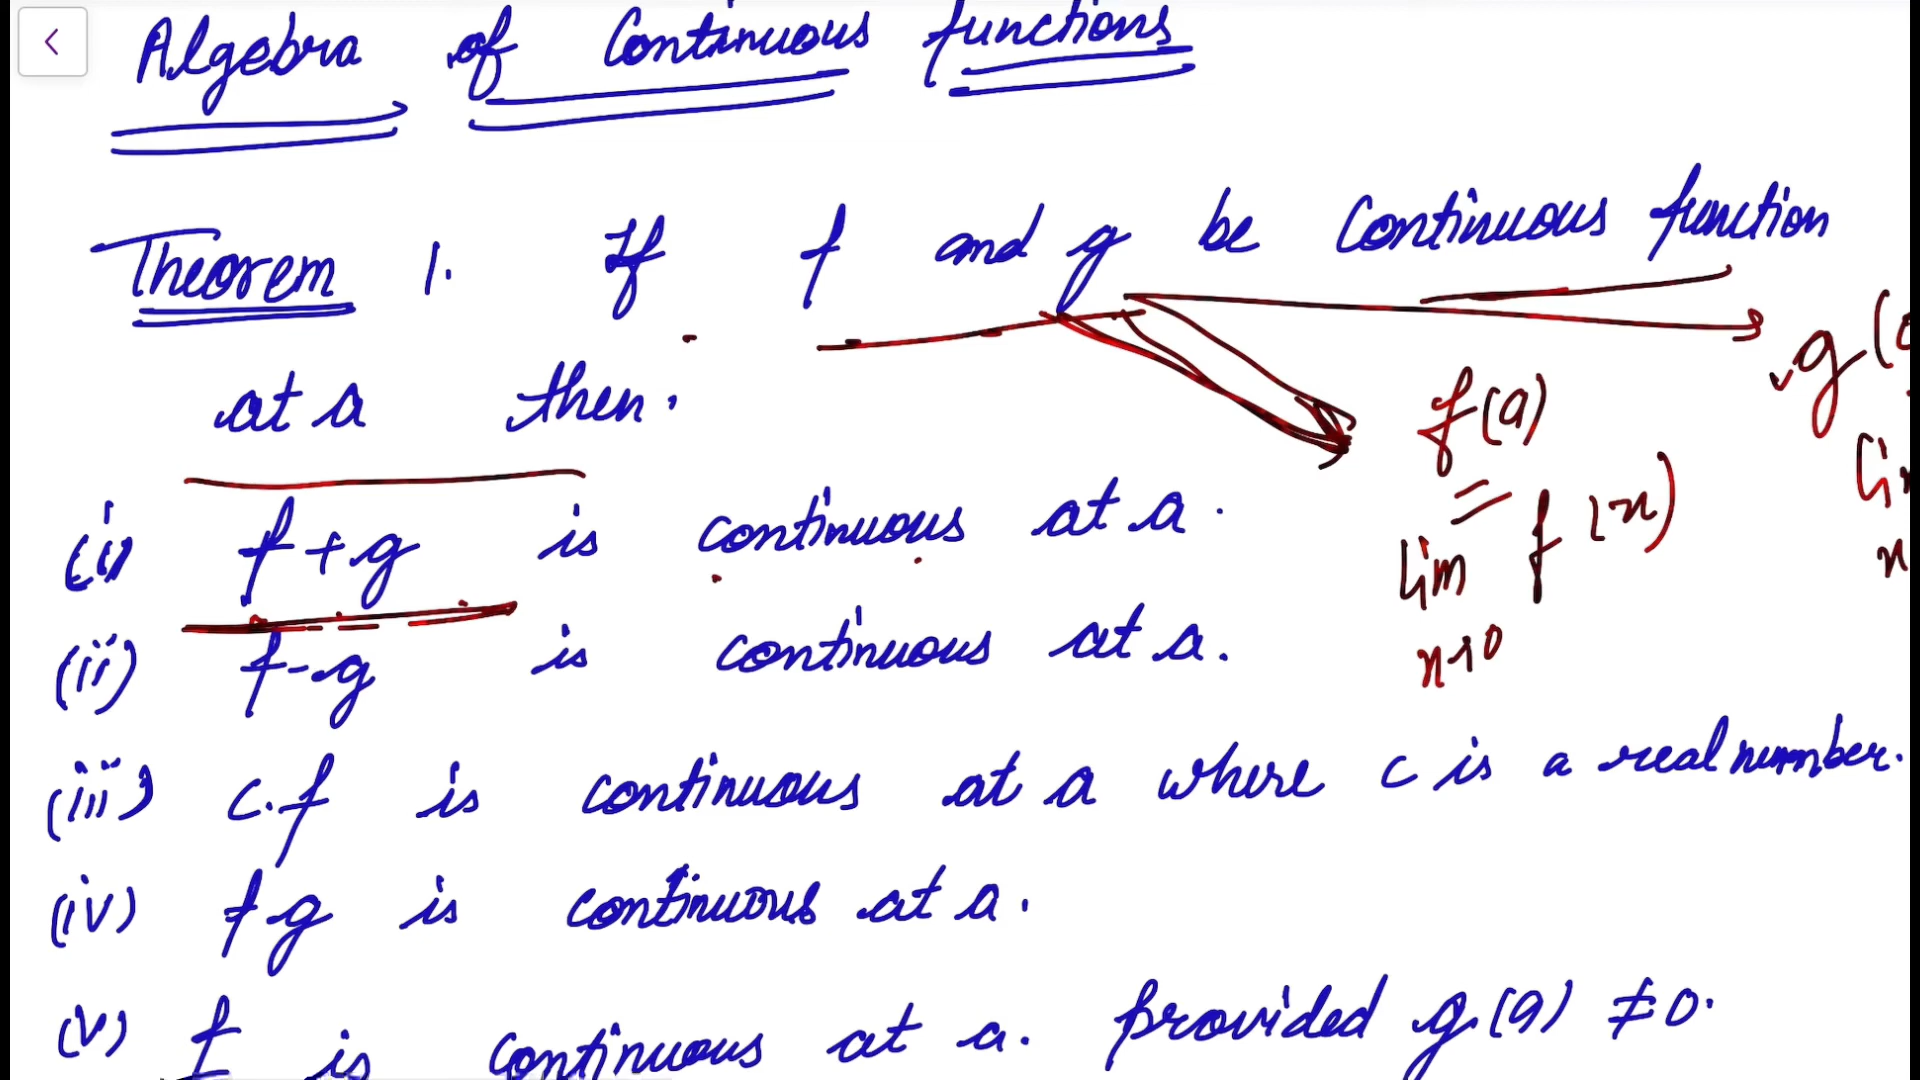 Algebra of Continuous functions
Theorem 1. If f and g be continuous function
at a then.
(i) f+g is continuous at a.
(ii) f-g is continuous at a.
(iii) c.f is continuous at a where c is a real number.
(iv) fg is continuous at a.
(v) f is continuous at a. provided g(a) ≠ 0.
f(a)
= f(x)
lim
x→0
g(